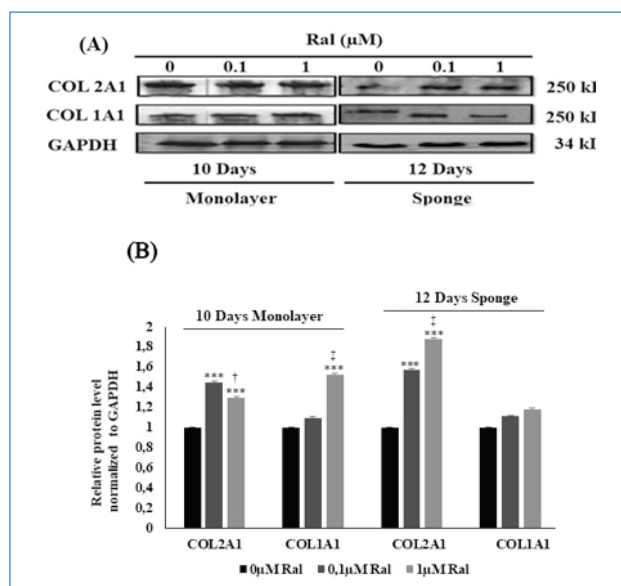 (A)
Ral (μM)
0 0.1 1 0 0.1 1
COL 2A1 250 kI
COL 1A1 250 kI
GAPDH 34 kI
10 Days 12 Days
Monolayer Sponge
(B)
12 Days Sponge
10 Days Monolayer
‡
***
‡
***
***
†
***
***
Relative protein level
normalized to GAPDH
2
1,8
1,6
1,4
1,2
1
0,8
0,6
0,4
0,2
0
COL2A1 COL1A1 COL2A1 COL1A1
0μM Ral 0,1μM Ral 1μM Ral